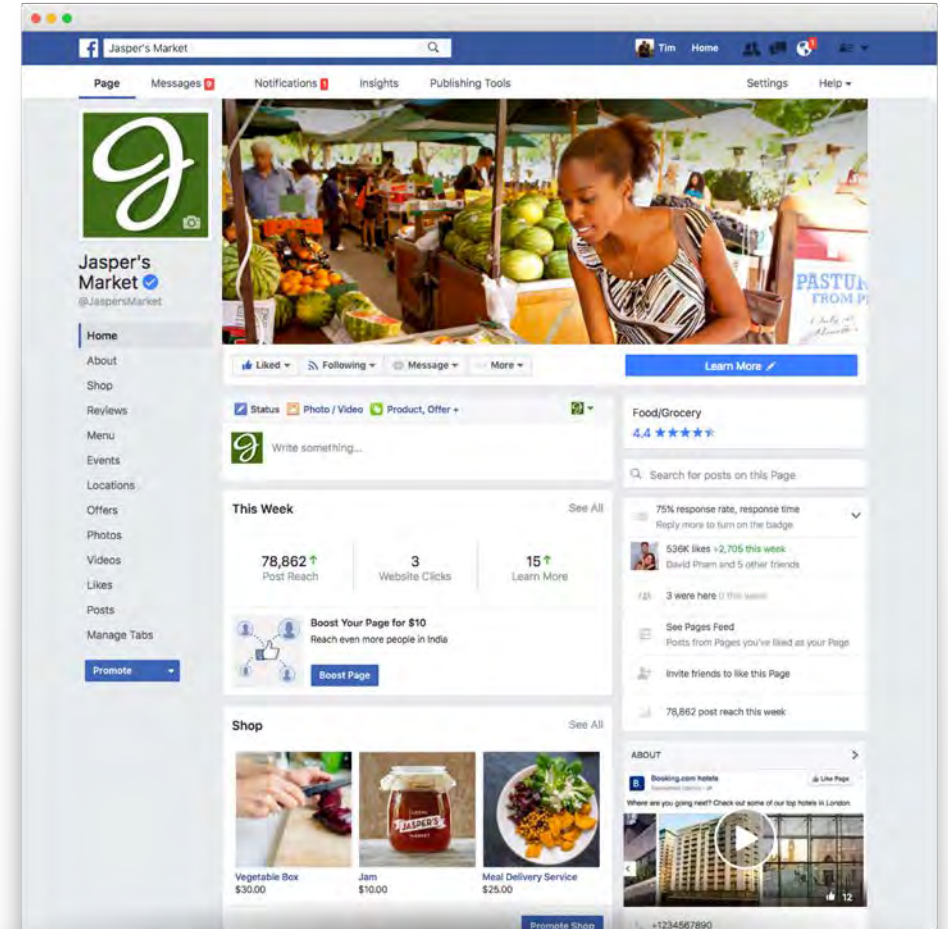 Jasper's Market
Tim
Home
1
Page
Messages 9
Notifications 1
Insights
Publishing Tools
Settings
Help
Jasper's
Market
@JaspersMarket
Home
About
Shop
Reviews
Menu
Events
Locations
Offers
Photos
Videos
Likes
Posts
Manage Tabs
Promote
FROM
Liked
Following
Message
More
Learn More
Status
Photo / Video
Product, Offer +
Write something...
Food/Grocery
4.4
Search for posts on this Page
This Week
See All
78,862
Post Reach
3
Website Clicks
15
Learn More
Boost Your Page for $10
Reach even more people in India
Boost Page
75% response rate, response time
Reply more to turn on the badge
536K likes +2,705 this week
David Pham and 5 other friends
3 were here 0 this week
See Pages Feed
Posts from Pages you've liked as your Page
Invite friends to like this Page
78,862 post reach this week
Shop
See All
JASPER'S
MARKET
Vegetable Box
$30.00
Jam
$10.00
Meal Delivery Service
$25.00
Promote Shop
ABOUT
B.
Booking.com hotels
Like Page
Where are you going next? Check out some of our top hotels in London.
12
+1234567890